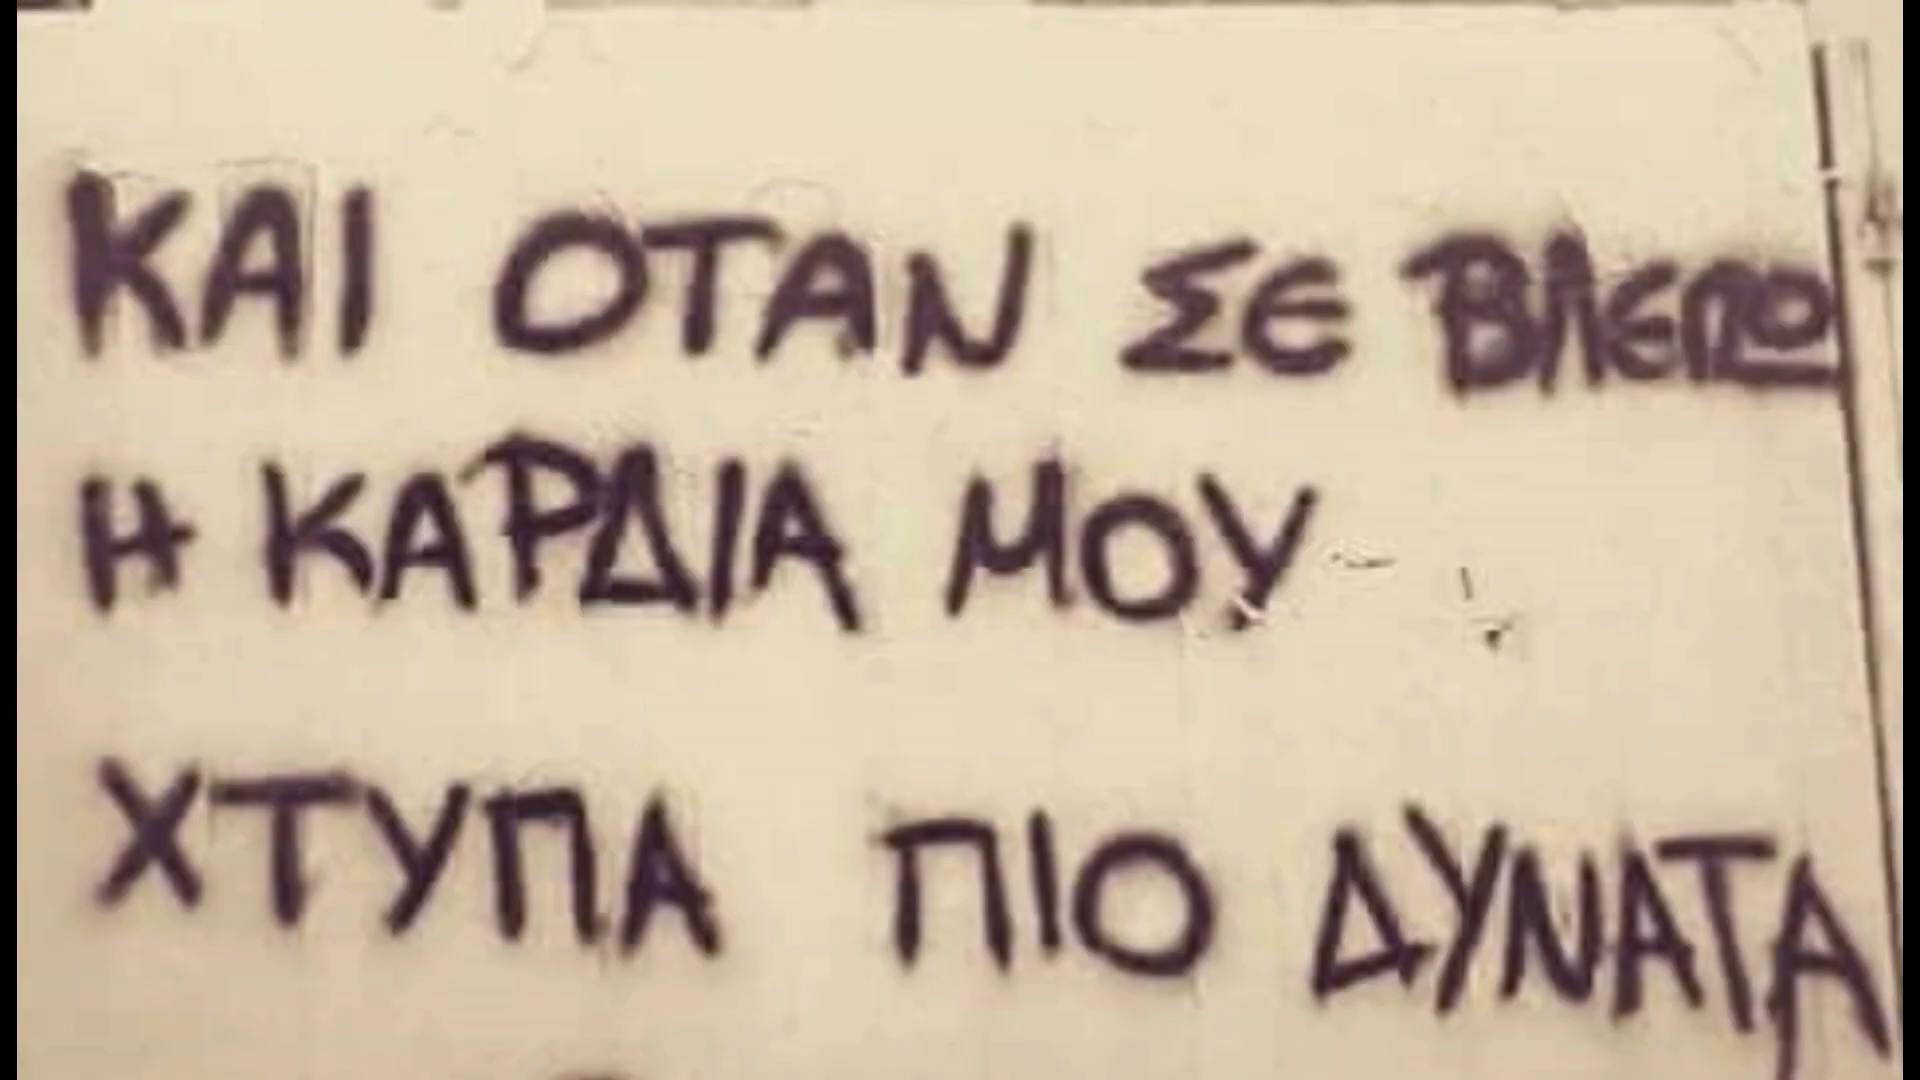 ΚΑΙ ΟΤΑΝ ΣΕ ΒΛΕΠΩ
Η ΚΑΡΔΙΑ ΜΟΥ
ΧΤΥΠΑ ΠΙΟ ΔΥΝΑΤΑ